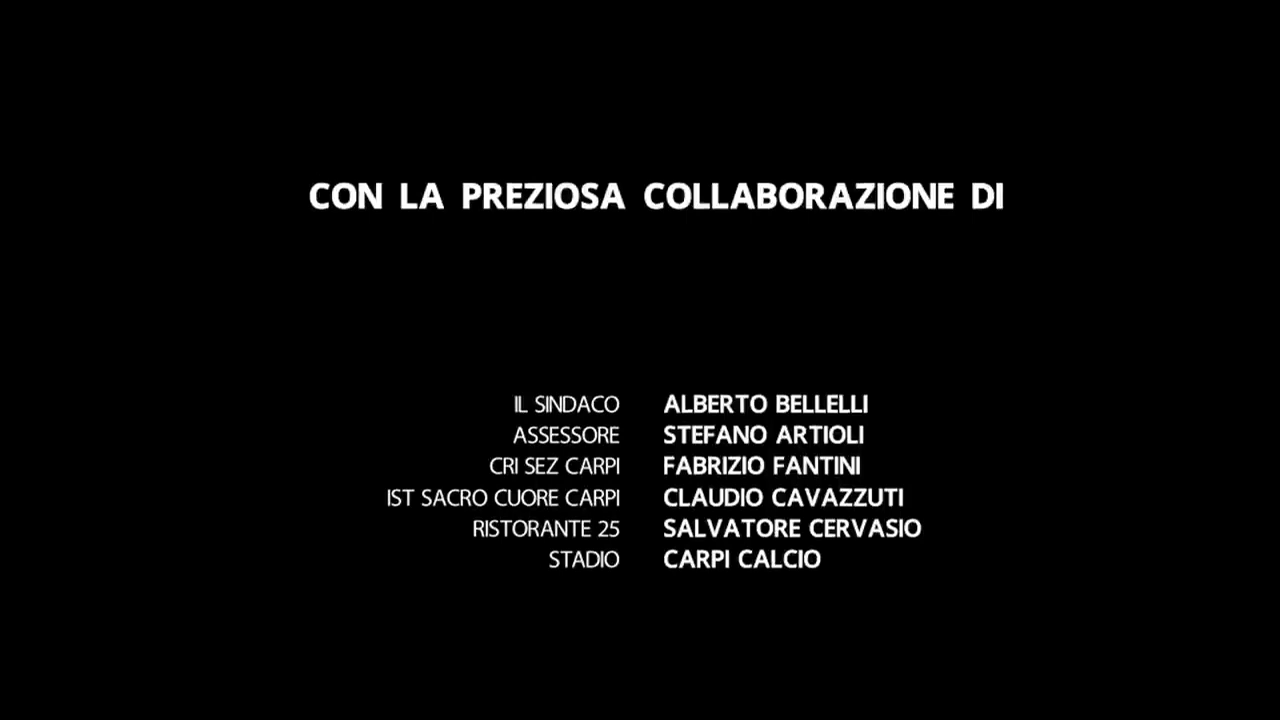 CON LA PREZIOSA COLLABORAZIONE DI
IL SINDACO ALBERTO BELLELLI
ASSESSORE STEFANO ARTIOLI
CRI SEZ CARPI FABRIZIO FANTINI
IST SACRO CUORE CARPI CLAUDIO CAVAZZUTI
RISTORANTE 25 SALVATORE CERVASIO
STADIO CARPI CALCIO